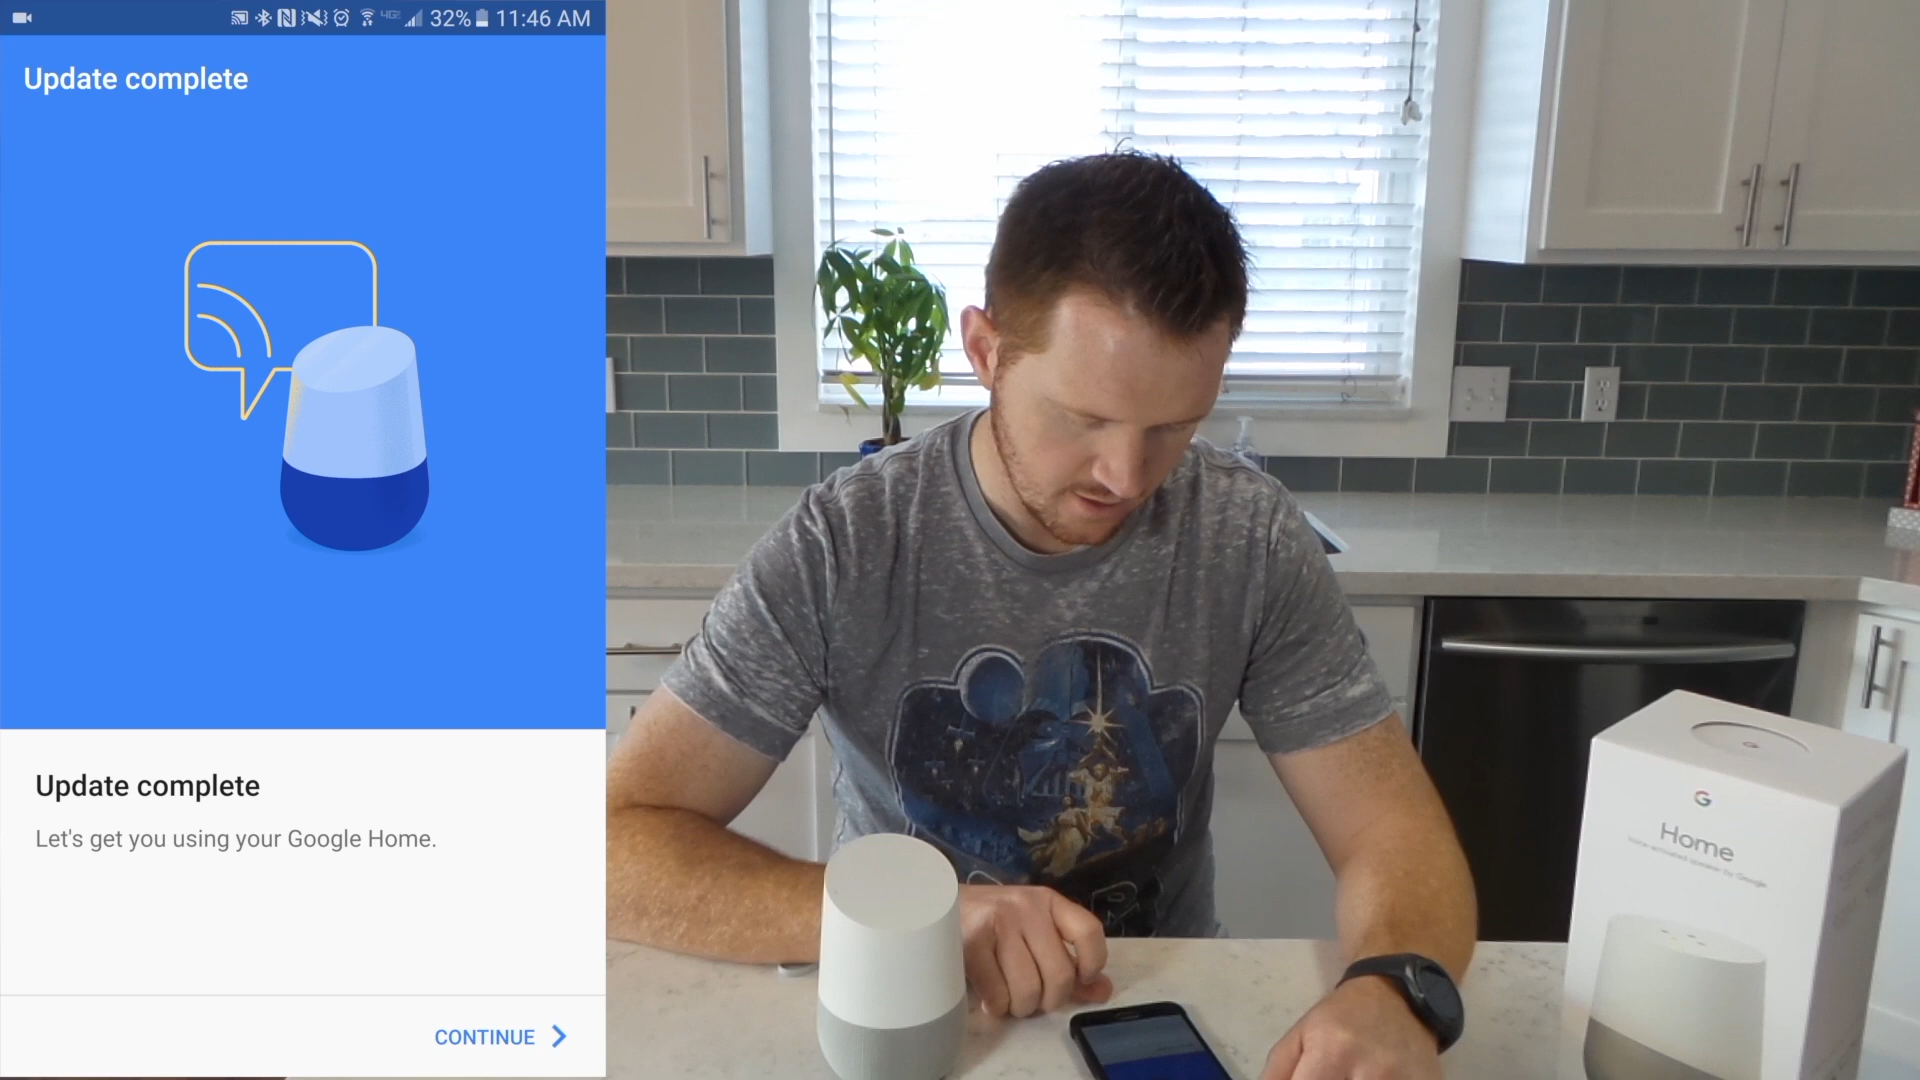 32% 11:46 AM
Update complete
Update complete
Let's get you using your Google Home.
CONTINUE
G
Home